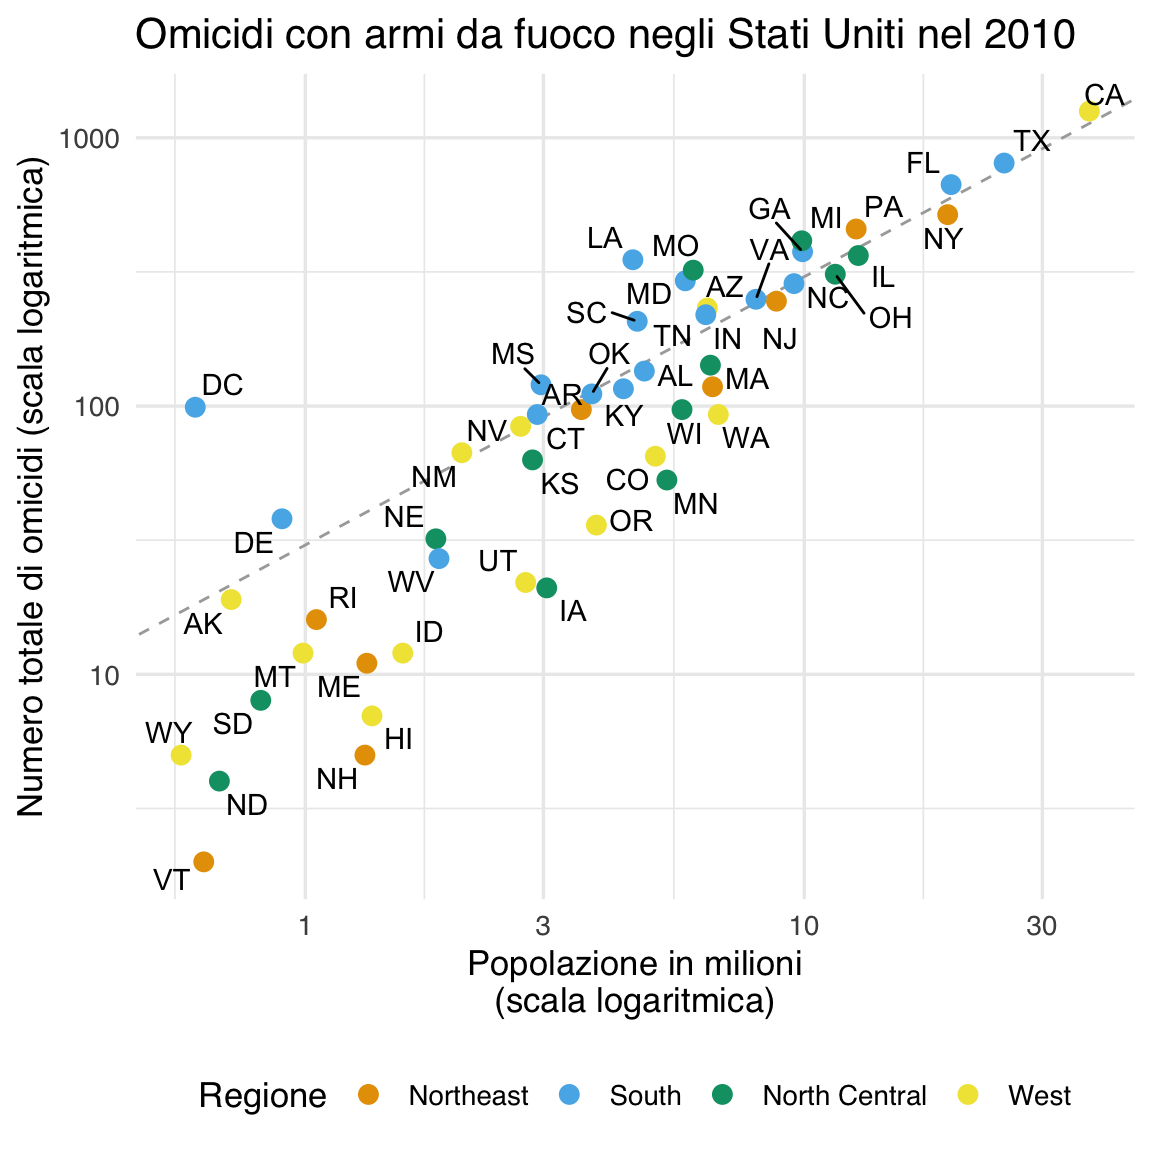 Omicidi con armi da fuoco negli Stati Uniti nel 2010
Numero totale di omicidi (scala logaritmica)
1000
100
10
CA
TX
FL
PA
NY
GA
MI
LA
MO
VA
IL
MD
AZ
NC
OH
SC
TN
IN
NJ
MS
OK
AL
MA
DC
AR
KY
NV
CT
WI
WA
NM
KS
CO
MN
NE
OR
DE
UT
WV
RI
IA
AK
ID
MT
ME
SD
WY
HI
NH
ND
VT
1
3
10
30
Popolazione in milioni
(scala logaritmica)
Regione
Northeast
South
North Central
West